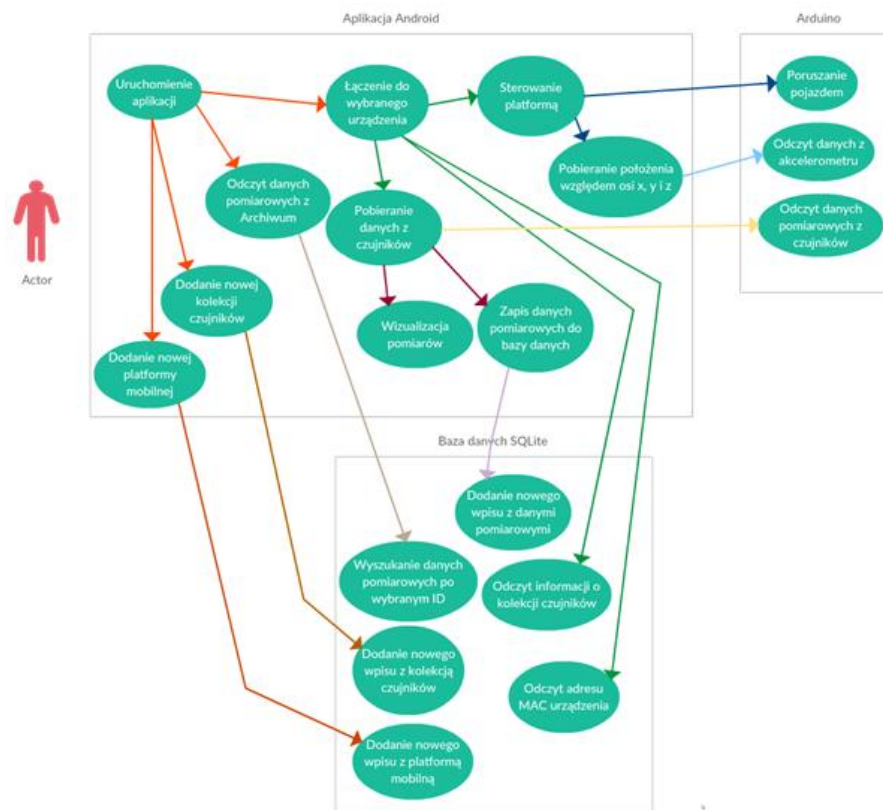 Aplikacja Android
Arduino
Uruchomienie
aplikacji
Łączenie do
wybranego
urządzenia
Sterowanie
platformą
Poruszanie
pojazdem
Pobieranie położenia
względem osi x, y i z
Odczyt danych z
akcelerometru
Odczyt danych
pomiarowych z
Archiwum
Pobieranie
danych z
czujników
Odczyt danych
pomiarowych z
czujników
Actor
Dodanie nowej
kolekcji
czujników
Wizualizacja
pomiarów
Zapis danych
pomiarowych do
bazy danych
Dodanie nowej
platformy
mobilnej
Baza danych SQLite
Dodanie nowego
wpisu z danymi
pomiarowymi
Wyszukanie danych
pomiarowych po
wybranym ID
Odczyt informacji o
kolekcji czujników
Dodanie nowego
wpisu z kolekcją
czujników
Odczyt adresu
MAC urządzenia
Dodanie nowego
wpisu z platformą
mobilną